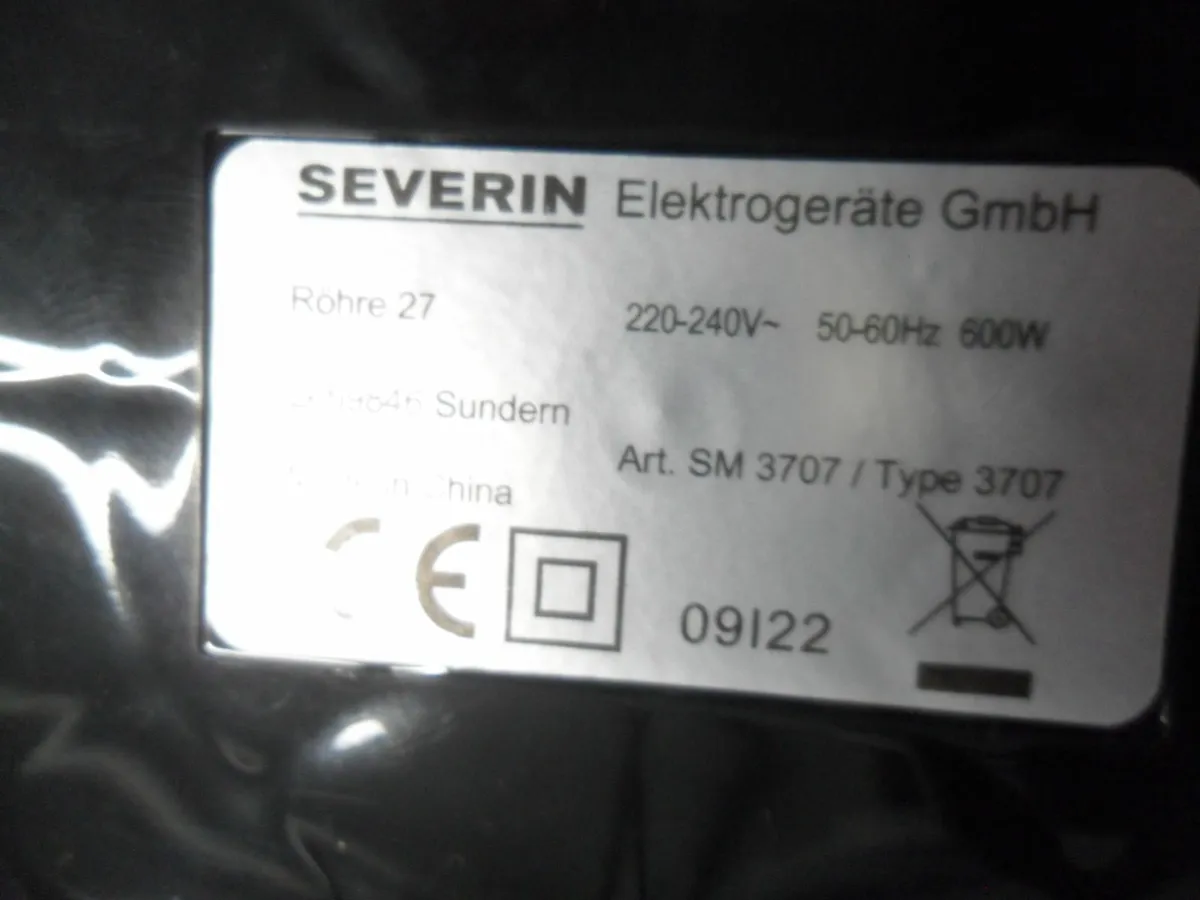 SEVERIN Elektrogeräte GmbH
Röhre 27
220-240V~ 50-60Hz 600W
Sundern
China
Art. SM 3707 / Type 3707
CE
09I22